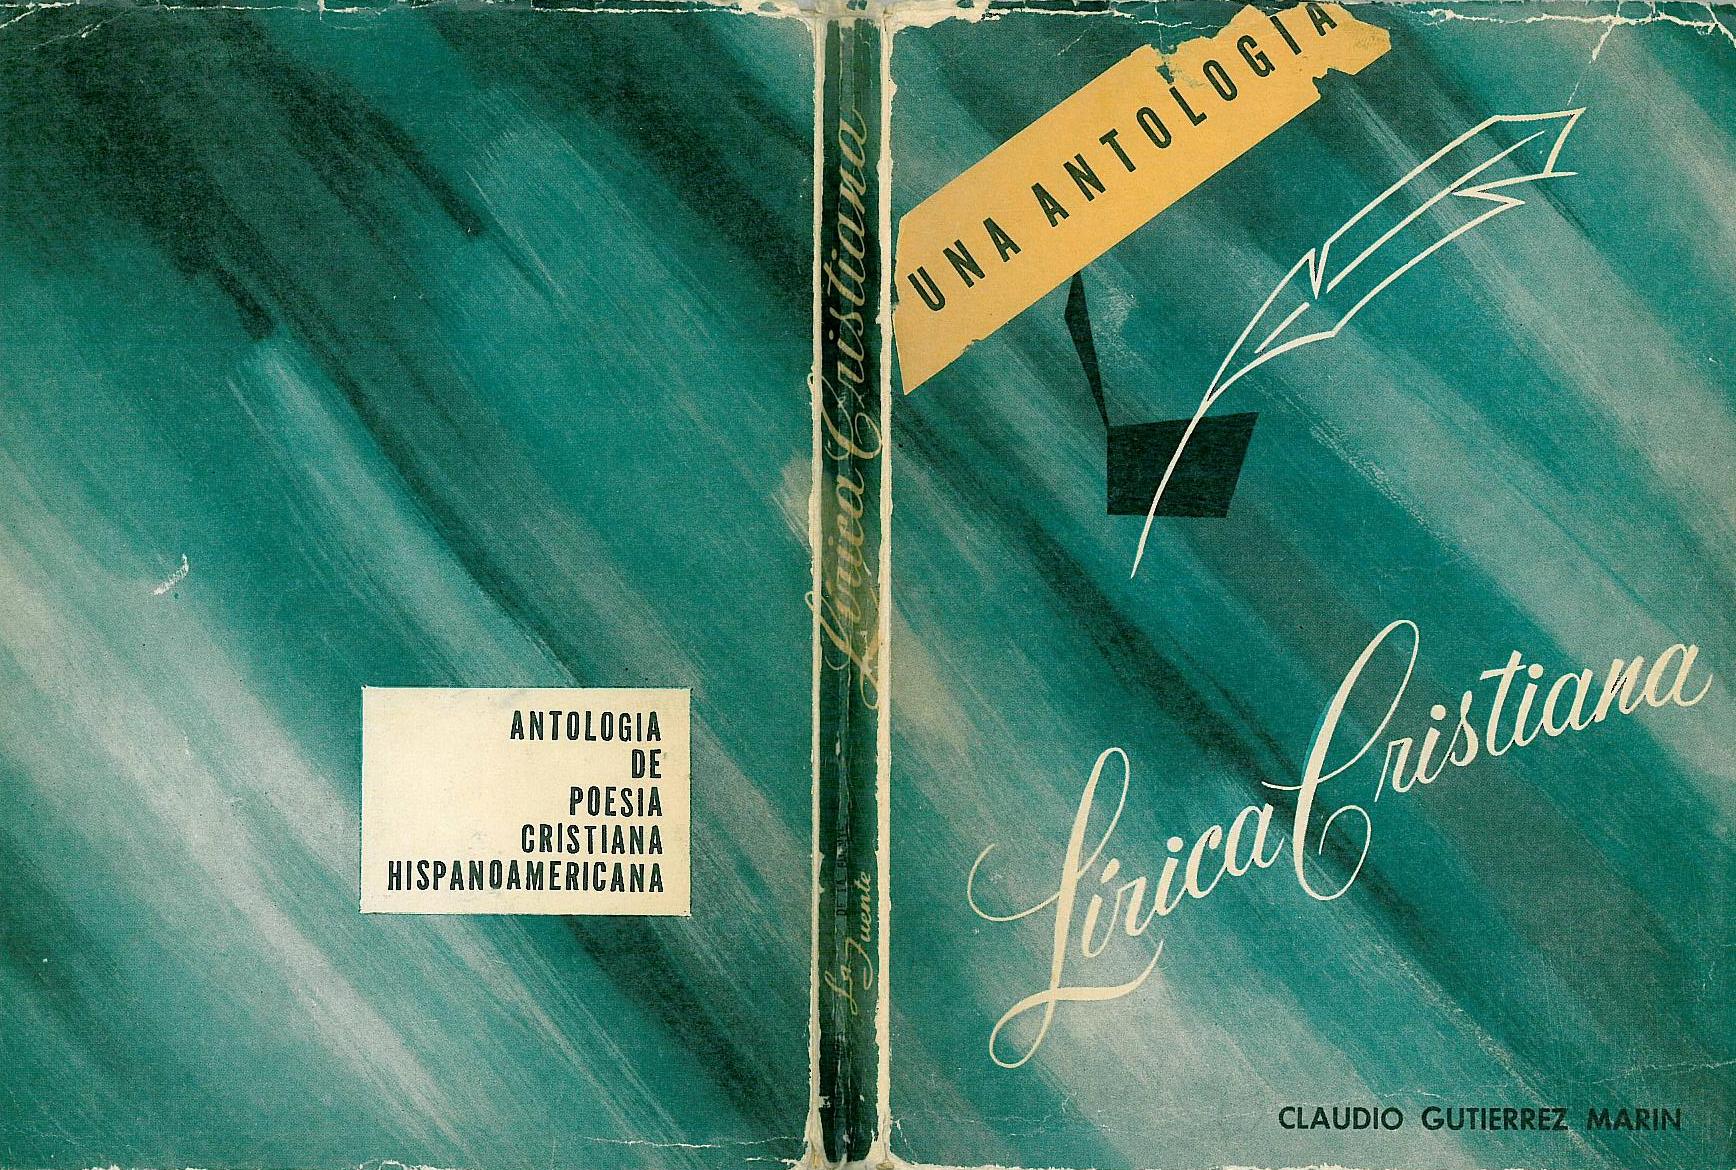 ANTOLOGIA
DE
POESIA
CRISTIANA
HISPANOAMERICANA
Lírica Cristiana
La Fuente
UNA ANTOLOGIA
Lírica Cristiana
CLAUDIO GUTIERREZ MARIN